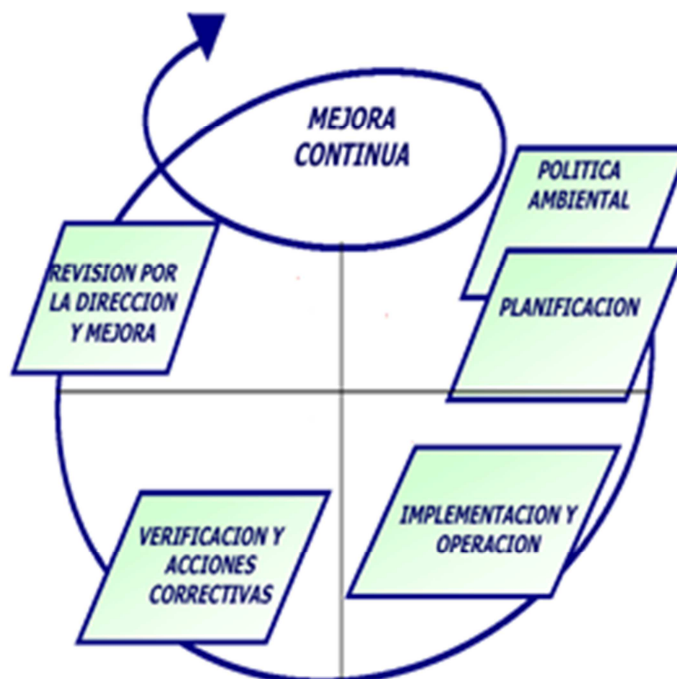 MEJORA
CONTINUA
POLITICA
AMBIENTAL
PLANIFICACION
IMPLEMENTACION Y
OPERACION
VERIFICACION Y
ACCIONES
CORRECTIVAS
REVISION POR
LA DIRECCION
Y MEJORA